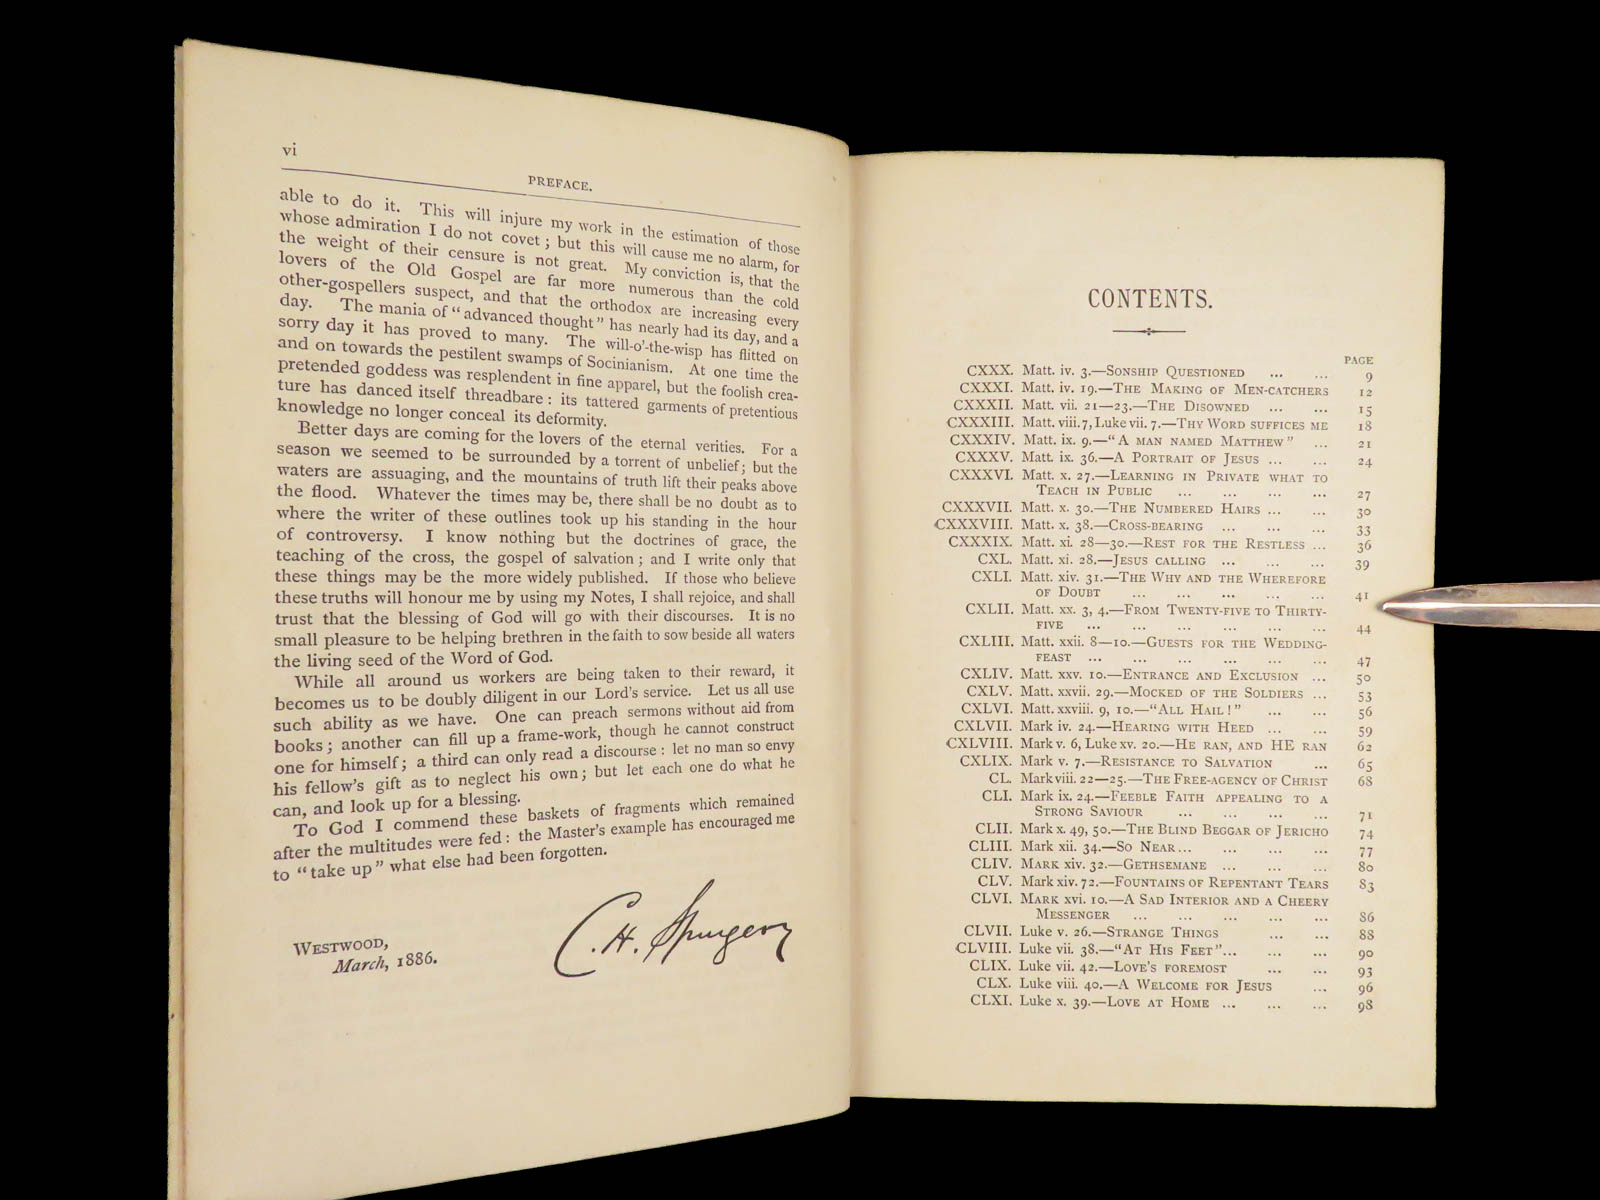 vi
PREFACE.
able to do it. This will injure my work in the estimation of those
whose admiration I do not covet; but this will cause me no alarm, for
the weight of their censure is not great. My conviction is, that the
lovers of the Old Gospel are far more numerous than the cold
other-gospellers suspect, and that the orthodox are increasing every
day. The mania of "advanced thought" has nearly had its day, and a
sorry day it has proved to many. The will-o'-the-wisp has flitted on
and on towards the pestilent swamps of Socinianism. At one time the
pretended goddess was resplendent in fine apparel, but the foolish crea-
ture has danced itself threadbare: its tattered garments of pretentious
knowledge no longer conceal its deformity.
Better days are coming for the lovers of the eternal verities. For a
season we seemed to be surrounded by a torrent of unbelief; but the
waters are assuaging, and the mountains of truth lift their peaks above
the flood. Whatever the times may be, there shall be no doubt as to
where the writer of these outlines took up his standing in the hour
of controversy. I know nothing but the doctrines of grace, the
teaching of the cross, the gospel of salvation; and I write only that
these things may be the more widely published. If those who believe
these truths will honour me by using my Notes, I shall rejoice, and shall
trust that the blessing of God will go with their discourses. It is no
small pleasure to be helping brethren in the faith to sow beside all waters
the living seed of the Word of God.
While all around us workers are being taken to their reward, it
becomes us to be doubly diligent in our Lord's service. Let us all use
such ability as we have. One can preach sermons without aid from
books; another can fill up a frame-work, though he cannot construct
one for himself; a third can only read a discourse: let no man so envy
his fellow's gift as to neglect his own; but let each one do what he
can, and look up for a blessing.
To God I commend these baskets of fragments which remained
after the multitudes were fed: the Master's example has encouraged me
to "take up" what else had been forgotten.
C. H. Spurgeon
WESTWOOD,
March, 1886.
CONTENTS.
PAGE
CXXX. Matt. iv. 3.—SONSHIP QUESTIONED ... ... 9
CXXXI. Matt. iv. 19.—THE MAKING OF MEN-CATCHERS 12
CXXXII. Matt. vii. 21—23.—THE DISOWNED ... ... 15
CXXXIII. Matt. viii. 7, Luke vii. 7.—THY WORD SUFFICES ME 18
CXXXIV. Matt. ix. 9.—"A MAN NAMED MATTHEW" ... 21
CXXXV. Matt. ix. 36.—A PORTRAIT OF JESUS ... ... 24
CXXXVI. Matt. x. 27.—LEARNING IN PRIVATE WHAT TO
TEACH IN PUBLIC ... ... ... ... 27
CXXXVII. Matt. x. 30.—THE NUMBERED HAIRS ... ... 30
CXXXVIII. Matt. x. 38.—CROSS-BEARING ... ... ... 33
CXXXIX. Matt. xi. 28—30.—REST FOR THE RESTLESS ... 36
CXL. Matt. xi. 28.—JESUS CALLING ... ... ... 39
CXLI. Matt. xiv. 31.—THE WHY AND THE WHEREFORE
OF DOUBT ... ... ... ... ... 41
CXLII. Matt. xx. 3, 4.—FROM TWENTY-FIVE TO THIRTY-
FIVE ... ... ... ... ... ... 44
CXLIII. Matt. xxii. 8—10.—GUESTS FOR THE WEDDING-
FEAST ... ... ... ... ... ... 47
CXLIV. Matt. xxv. 10.—ENTRANCE AND EXCLUSION ... 50
CXLV. Matt. xxvii. 29.—MOCKED OF THE SOLDIERS ... 53
CXLVI. Matt. xxviii. 9, 10.—"ALL HAIL!" ... ... 56
CXLVII. Mark iv. 24.—HEARING WITH HEED ... ... 59
CXLVIII. Mark v. 6, Luke xv. 20.—HE RAN, AND HE RAN 62
CXLIX. Mark v. 7.—RESISTANCE TO SALVATION ... 65
CL. Mark viii. 22—25.—THE FREE-AGENCY OF CHRIST 68
CLI. Mark ix. 24.—FEEBLE FAITH APPEALING TO A
STRONG SAVIOUR ... ... ... ... 71
CLII. Mark x. 49, 50.—THE BLIND BEGGAR OF JERICHO 74
CLIII. Mark xii. 34.—SO NEAR... ... ... ... 77
CLIV. MARK xiv. 32.—GETHSEMANE ... ... ... 80
CLV. Mark xiv. 72.—FOUNTAINS OF REPENTANT TEARS 83
CLVI. MARK xvi. 10.—A SAD INTERIOR AND A CHEERY
MESSENGER ... ... ... ... ... 86
CLVII. Luke v. 26.—STRANGE THINGS ... ... 88
CLVIII. Luke vii. 38.—"AT HIS FEET"... ... ... 90
CLIX. Luke vii. 42.—LOVE'S FOREMOST ... ... 93
CLX. Luke viii. 40.—A WELCOME FOR JESUS ... 96
CLXI. Luke x. 39.—LOVE AT HOME ... ... ... 98